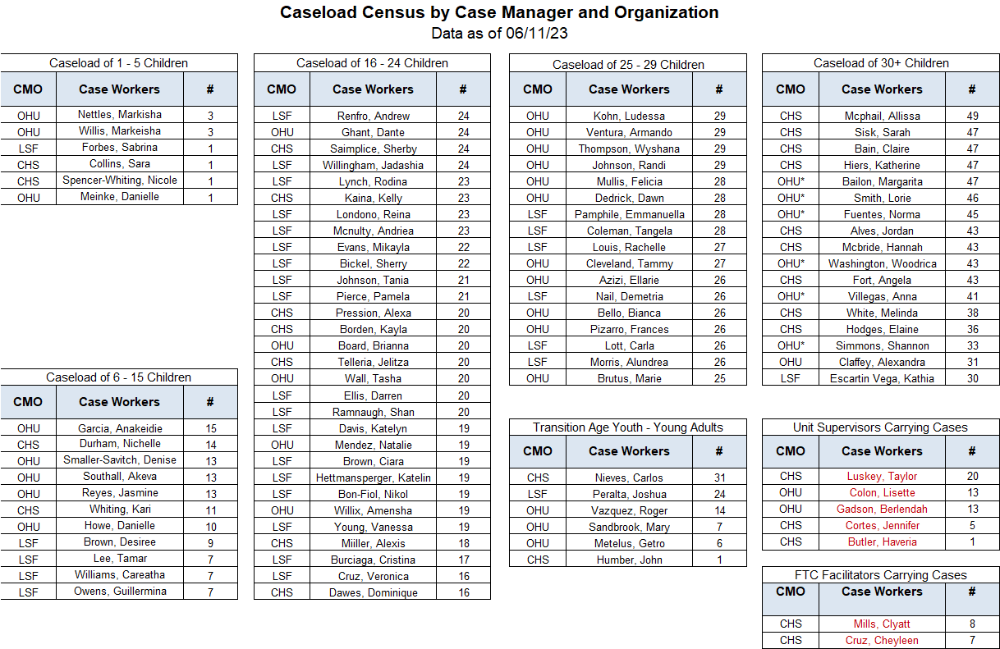 Caseload Census by Case Manager and Organization
Data as of 06/11/23
Caseload of 1 - 5 Children
CMO Case Workers #
OHU Nettles, Markisha 3
OHU Willis, Markeisha 3
LSF Forbes, Sabrina 1
CHS Collins, Sara 1
CHS Spencer-Whiting, Nicole 1
OHU Meinke, Danielle 1
Caseload of 6 - 15 Children
CMO Case Workers #
OHU Garcia, Anakeidie 15
CHS Durham, Nichelle 14
OHU Smaller-Savitch, Denise 13
OHU Southall, Akeva 13
OHU Reyes, Jasmine 13
CHS Whiting, Kari 11
OHU Howe, Danielle 10
LSF Brown, Desiree 9
LSF Lee, Tamar 7
LSF Williams, Careatha 7
LSF Owens, Guillermina 7
Caseload of 16 - 24 Children
CMO Case Workers #
LSF Renfro, Andrew 24
OHU Ghant, Dante 24
CHS Saimplice, Sherby 24
LSF Willingham, Jadashia 24
LSF Lynch, Rodina 23
CHS Kaina, Kelly 23
LSF Londono, Reina 23
LSF Mcnulty, Andriea 23
LSF Evans, Mikayla 22
LSF Bickel, Sherry 22
LSF Johnson, Tania 21
LSF Pierce, Pamela 21
CHS Pression, Alexa 20
CHS Borden, Kayla 20
OHU Board, Brianna 20
CHS Telleria, Jelitza 20
OHU Wall, Tasha 20
LSF Ellis, Darren 20
LSF Ramnaugh, Shan 20
LSF Davis, Katelyn 19
OHU Mendez, Natalie 19
LSF Brown, Ciara 19
LSF Hettmansperger, Katelin 19
LSF Bon-Fiol, Nikol 19
OHU Willix, Amensha 19
LSF Young, Vanessa 19
CHS Miiller, Alexis 18
LSF Burciaga, Cristina 17
LSF Cruz, Veronica 16
CHS Dawes, Dominique 16
Caseload of 25 - 29 Children
CMO Case Workers #
OHU Kohn, Ludessa 29
OHU Ventura, Armando 29
OHU Thompson, Wyshana 29
OHU Johnson, Randi 29
OHU Mullis, Felicia 28
OHU Dedrick, Dawn 28
LSF Pamphile, Emmanuella 28
LSF Coleman, Tangela 28
LSF Louis, Rachelle 27
OHU Cleveland, Tammy 27
OHU Azizi, Ellarie 26
LSF Nail, Demetria 26
OHU Bello, Bianca 26
OHU Pizarro, Frances 26
LSF Lott, Carla 26
LSF Morris, Alundrea 26
OHU Brutus, Marie 25
Transition Age Youth - Young Adults
CMO Case Workers #
CHS Nieves, Carlos 31
LSF Peralta, Joshua 24
OHU Vazquez, Roger 14
OHU Sandbrook, Mary 7
OHU Metelus, Getro 6
CHS Humber, John 1
Caseload of 30+ Children
CMO Case Workers #
CHS Mcphail, Allissa 49
CHS Sisk, Sarah 47
CHS Bain, Claire 47
CHS Hiers, Katherine 47
OHU* Bailon, Margarita 47
OHU* Smith, Lorie 46
OHU* Fuentes, Norma 45
CHS Alves, Jordan 43
CHS Mcbride, Hannah 43
OHU* Washington, Woodrica 43
CHS Fort, Angela 43
OHU* Villegas, Anna 41
CHS White, Melinda 38
CHS Hodges, Elaine 36
OHU* Simmons, Shannon 33
OHU Claffey, Alexandra 31
LSF Escartin Vega, Kathia 30
Unit Supervisors Carrying Cases
CMO Case Workers #
CHS Luskey, Taylor 20
OHU Colon, Lisette 13
OHU Gadson, Berlendah 13
CHS Cortes, Jennifer 5
CHS Butler, Haveria 1
FTC Facilitators Carrying Cases
CMO Case Workers #
CHS Mills, Clyatt 8
CHS Cruz, Cheyleen 7